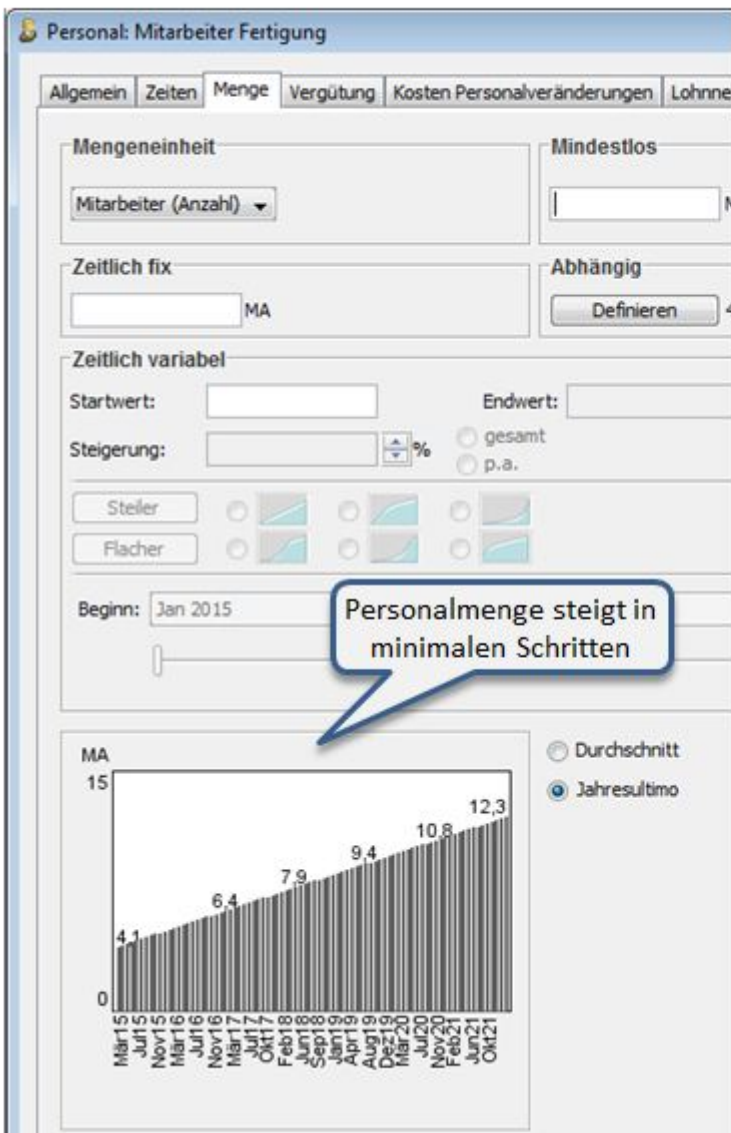 Personal: Mitarbeiter Fertigung
Allgemein Zeiten Menge Vergütung Kosten Personalveränderungen Lohnne
Mengeneinheit Mindestlos
Mitarbeiter (Anzahl)
Zeitlich fix Abhängig
MA Definieren 4
Zeitlich variabel
Startwert: Endwert:
Steigerung: % gesamt
p.a.
Steiler
Flacher
Beginn: Jan 2015
Personalmenge steigt in
minimalen Schritten
MA
15
0
4,1 6,4 7,9 9,4 10,8 12,3
Mär15 Jul15 Nov15 Mär16 Jul16 Nov16 Mär17 Jul17 Okt17 Feb18 Jun18 Sep18 Jan19 Apr19 Aug19 Dez19 Mär20 Jul20 Nov20 Feb21 Jun21 Okt21
Durchschnitt
Jahresultimo